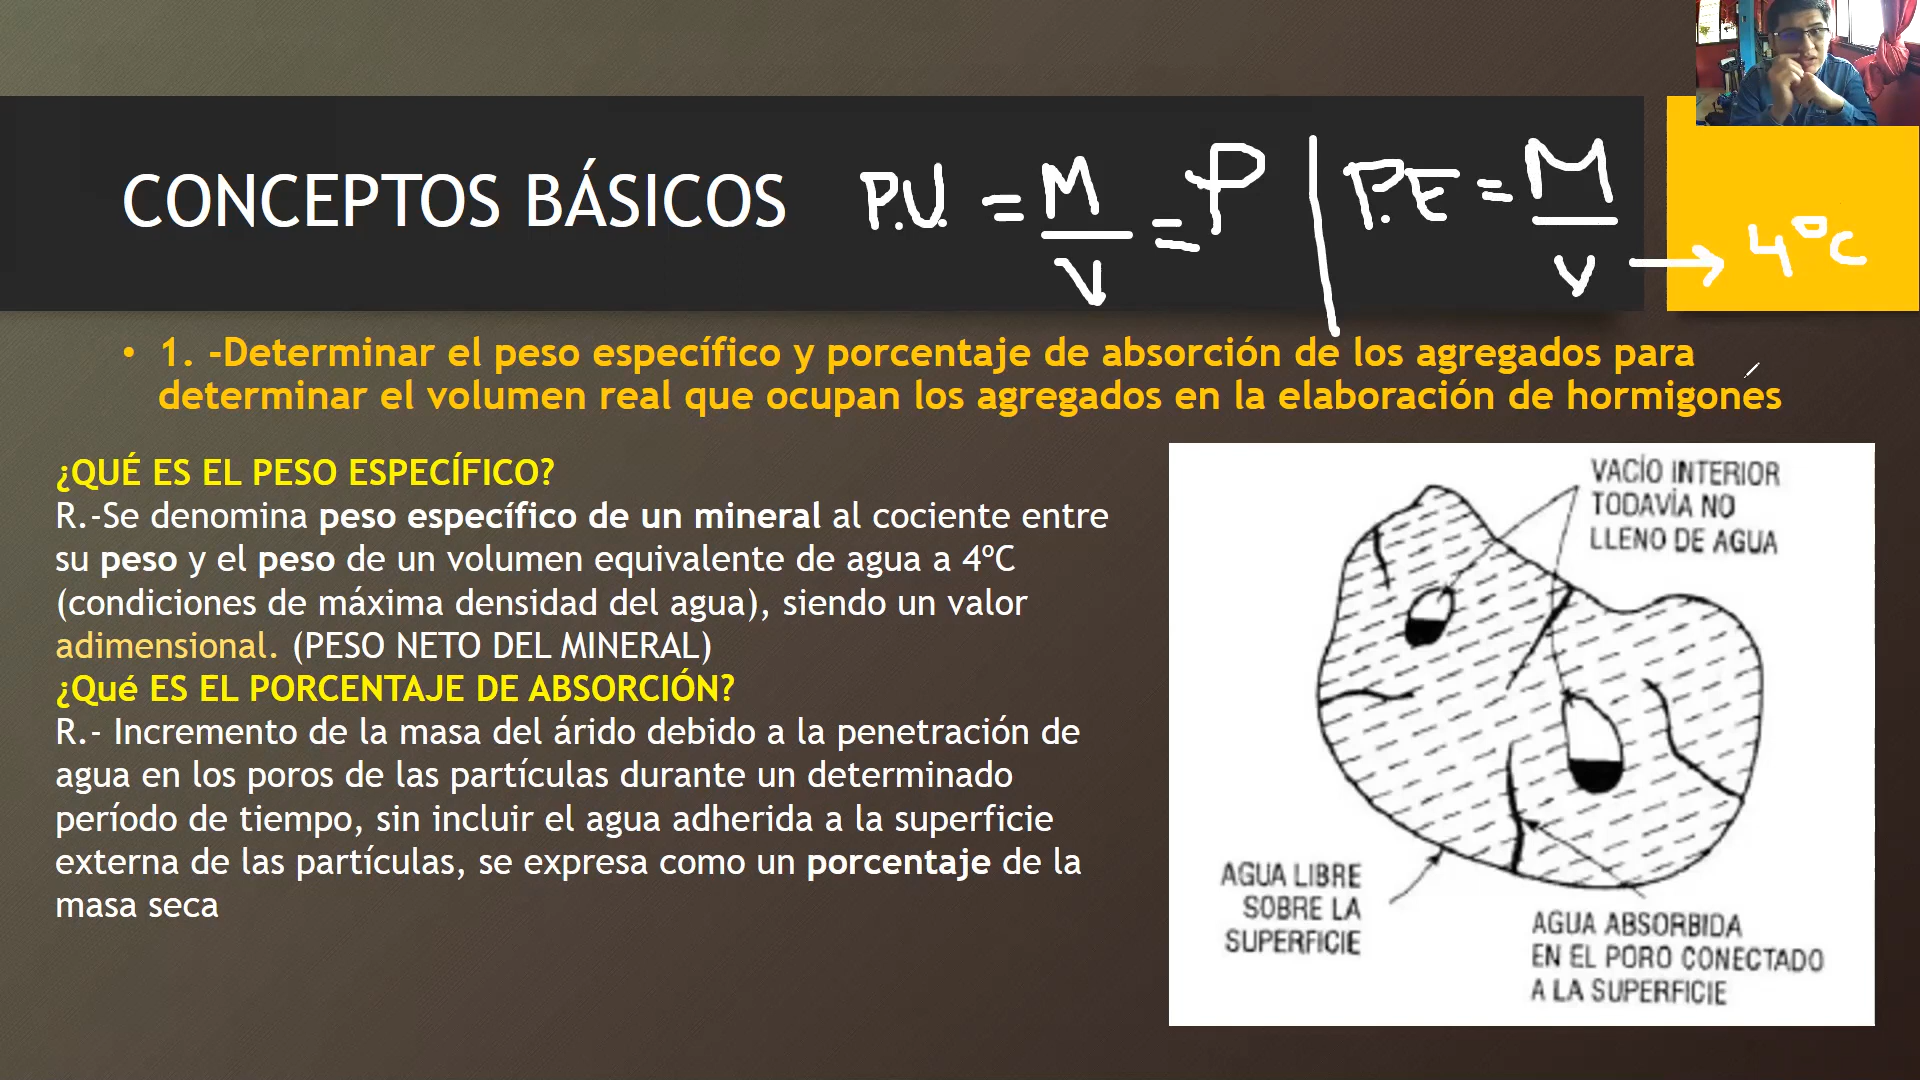 CONCEPTOS BÁSICOS
P.U. = M / V = P | P.E = M / V → 4°C
• 1. -Determinar el peso específico y porcentaje de absorción de los agregados para
determinar el volumen real que ocupan los agregados en la elaboración de hormigones
¿QUÉ ES EL PESO ESPECÍFICO?
R.-Se denomina peso específico de un mineral al cociente entre
su peso y el peso de un volumen equivalente de agua a 4ºC
(condiciones de máxima densidad del agua), siendo un valor
adimensional. (PESO NETO DEL MINERAL)
¿Qué ES EL PORCENTAJE DE ABSORCIÓN?
R.- Incremento de la masa del árido debido a la penetración de
agua en los poros de las partículas durante un determinado
período de tiempo, sin incluir el agua adherida a la superficie
externa de las partículas, se expresa como un porcentaje de la
masa seca
VACÍO INTERIOR
TODAVÍA NO
LLENO DE AGUA
AGUA LIBRE
SOBRE LA
SUPERFICIE
AGUA ABSORBIDA
EN EL PORO CONECTADO
A LA SUPERFICIE